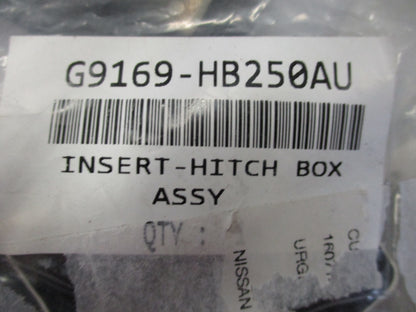 G9169-HB250AU
INSERT-HITCH BOX
ASSY
QTY :
NISSAN